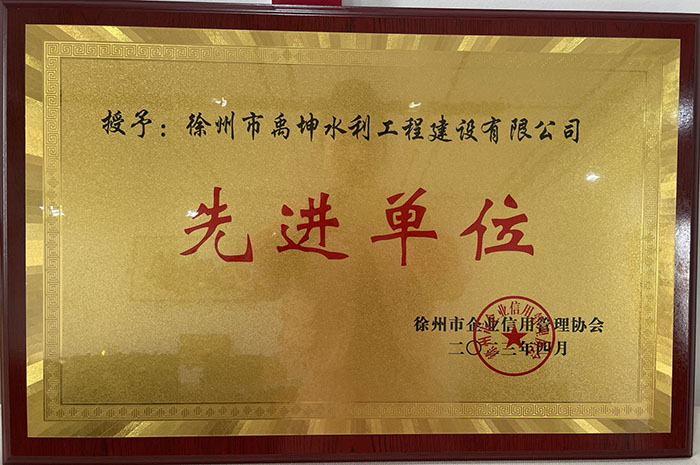 授予：徐州市禹坤水利工程建设有限公司
先进单位
徐州市企业信用管理协会
二〇二三年四月